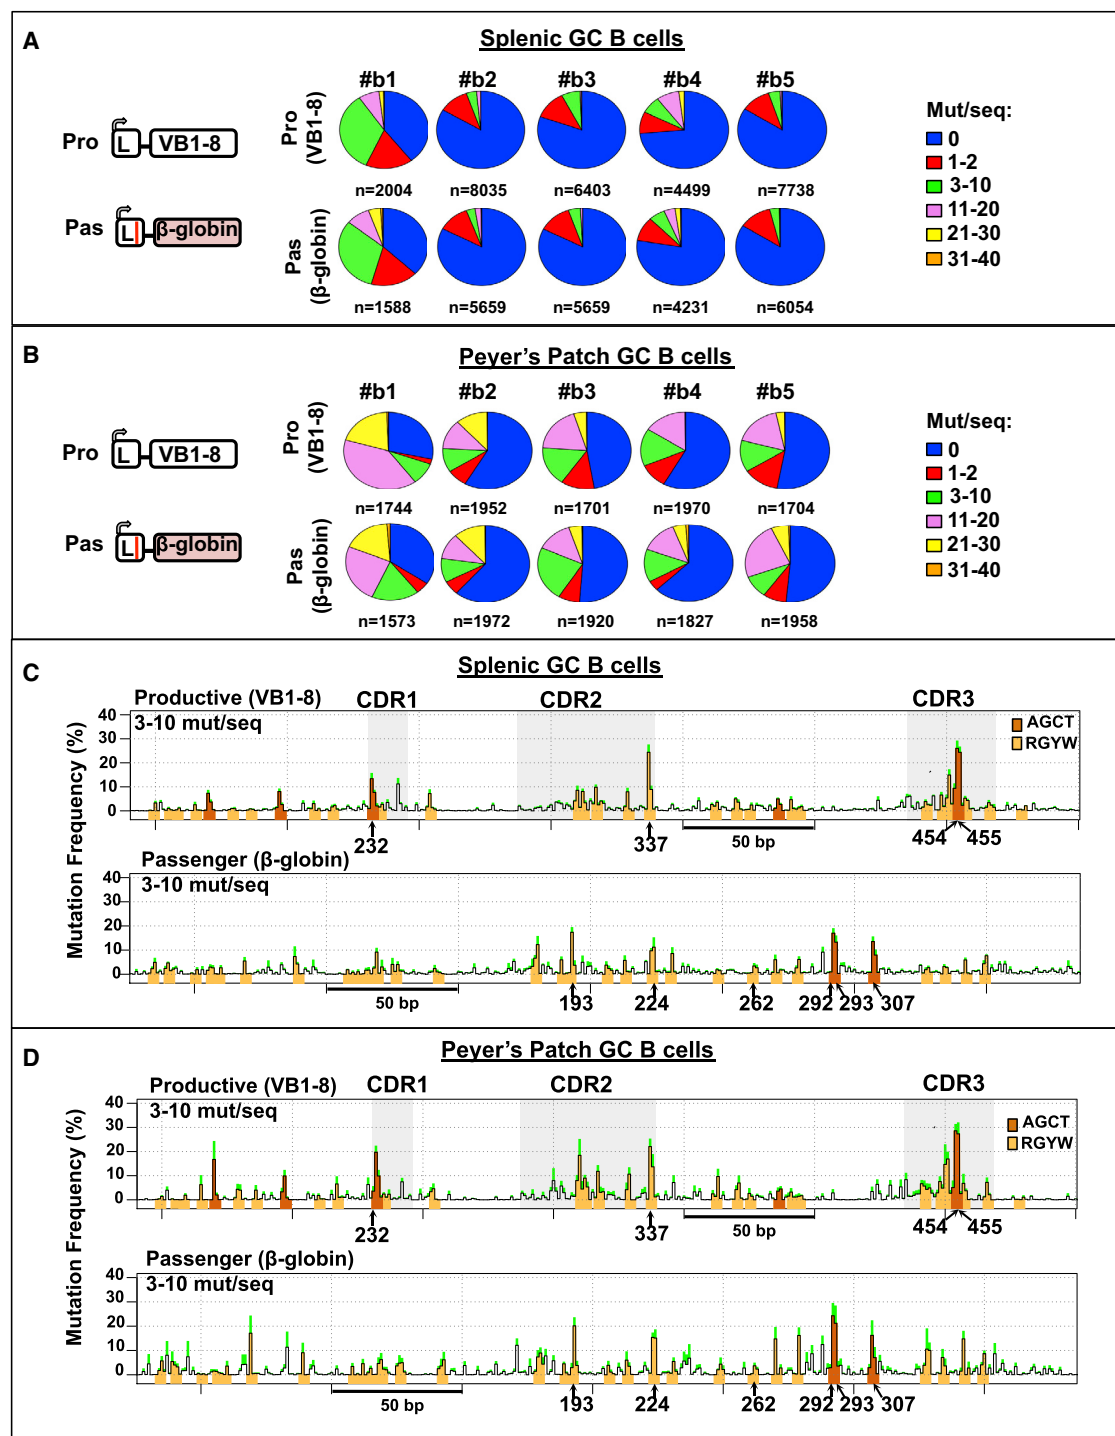 A
Splenic GC B cells
#b1 #b2 #b3 #b4 #b5
Pro L VB1-8
Pro (VB1-8)
n=2004 n=8035 n=6403 n=4499 n=7738
Pas L β-globin
Pas (β-globin)
n=1588 n=5659 n=5659 n=4231 n=6054
Mut/seq:
0
1-2
3-10
11-20
21-30
31-40
B
Peyer’s Patch GC B cells
#b1 #b2 #b3 #b4 #b5
Pro L VB1-8
Pro (VB1-8)
n=1744 n=1952 n=1701 n=1970 n=1704
Pas L β-globin
Pas (β-globin)
n=1573 n=1972 n=1920 n=1827 n=1958
Mut/seq:
0
1-2
3-10
11-20
21-30
31-40
C
Splenic GC B cells
Productive (VB1-8) CDR1 CDR2 CDR3
3-10 mut/seq
AGCT
RGYW
40
30
20
10
0
232 337 50 bp 454 455
Mutation Frequency (%)
Passenger (β-globin)
3-10 mut/seq
40
30
20
10
0
50 bp 193 224 262 292 293 307
D
Peyer’s Patch GC B cells
Productive (VB1-8) CDR1 CDR2 CDR3
3-10 mut/seq
AGCT
RGYW
40
30
20
10
0
232 337 50 bp 454 455
Mutation Frequency (%)
Passenger (β-globin)
3-10 mut/seq
40
30
20
10
0
50 bp 193 224 262 292 293 307